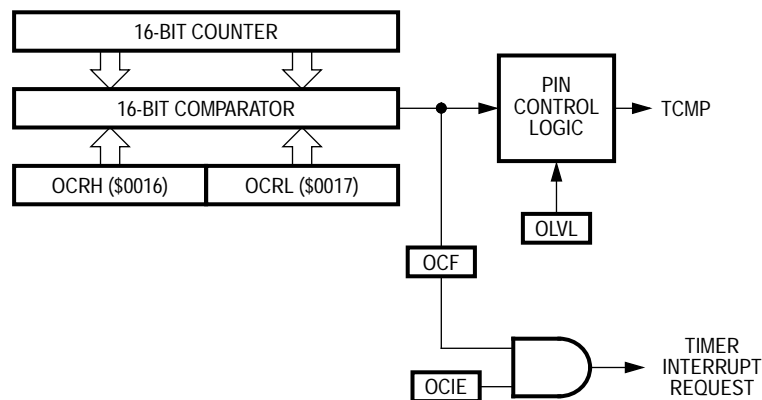 16-BIT COUNTER
16-BIT COMPARATOR
OCRH ($0016)
OCRL ($0017)
PIN
CONTROL
LOGIC
TCMP
OLVL
OCF
OCIE
TIMER
INTERRUPT
REQUEST